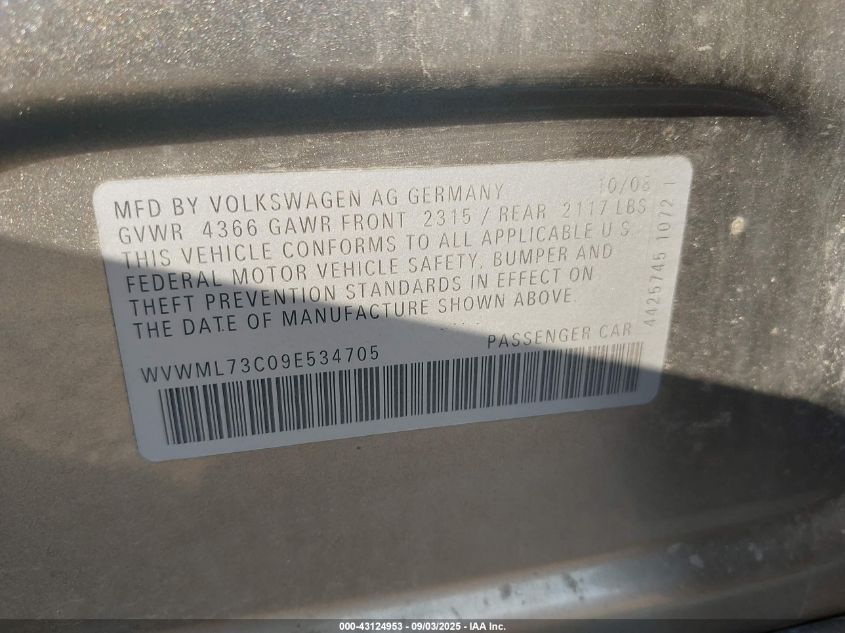 MFD BY VOLKSWAGEN AG GERMANY 10/08
GVWR 4366 GAWR FRONT 2315 / REAR 2117 LBS
THIS VEHICLE CONFORMS TO ALL APPLICABLE U.S.
FEDERAL MOTOR VEHICLE SAFETY, BUMPER AND
THEFT PREVENTION STANDARDS IN EFFECT ON
THE DATE OF MANUFACTURE SHOWN ABOVE.
WVWML73C09E534705 PASSENGER CAR
4425745 1072 1
000-43124953 - 09/03/2025 - IAA Inc.